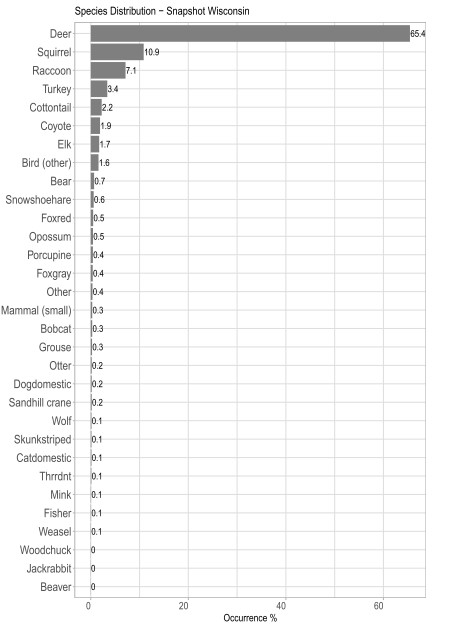 Species Distribution − Snapshot Wisconsin
Deer 65.4
Squirrel 10.9
Raccoon 7.1
Turkey 3.4
Cottontail 2.2
Coyote 1.9
Elk 1.7
Bird (other) 1.6
Bear 0.7
Snowshoehare 0.6
Foxred 0.5
Opossum 0.5
Porcupine 0.4
Foxgray 0.4
Other 0.4
Mammal (small) 0.3
Bobcat 0.3
Grouse 0.3
Otter 0.2
Dogdomestic 0.2
Sandhill crane 0.2
Wolf 0.1
Skunkstriped 0.1
Catdomestic 0.1
Thrrdnt 0.1
Mink 0.1
Fisher 0.1
Weasel 0.1
Woodchuck 0
Jackrabbit 0
Beaver 0
0 20 40 60
Occurrence %